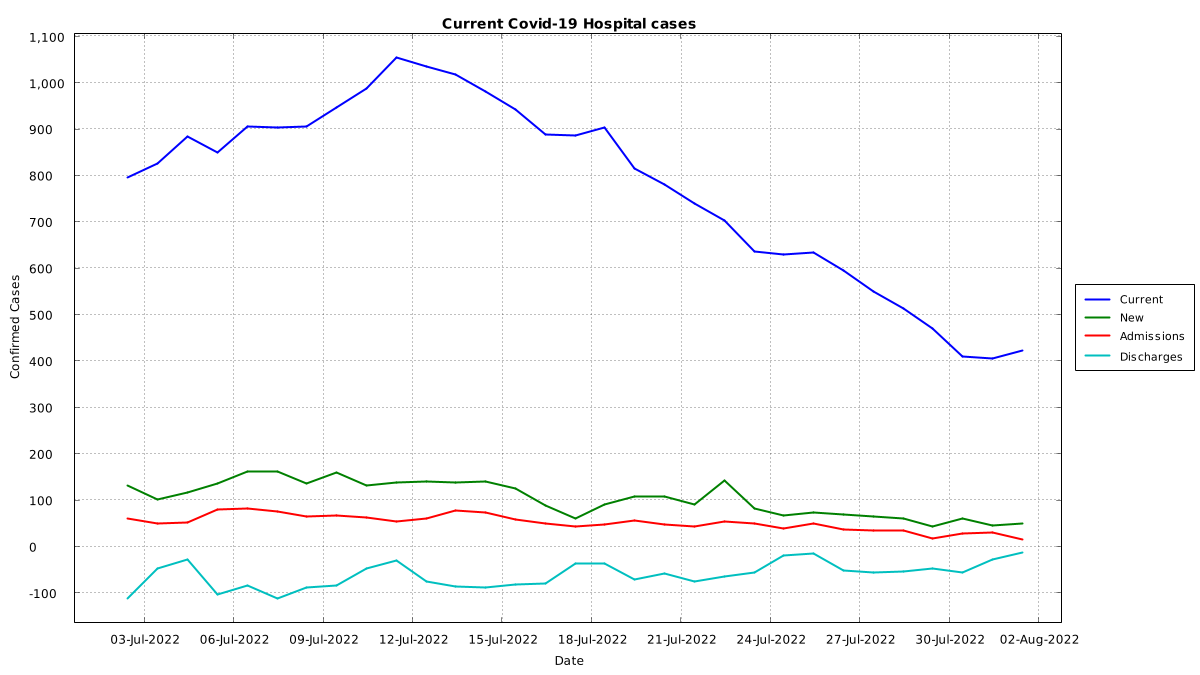 Current Covid-19 Hospital cases
1,100
1,000
900
800
700
600
500
400
300
200
100
0
-100
Confirmed Cases
03-Jul-2022
06-Jul-2022
09-Jul-2022
12-Jul-2022
15-Jul-2022
18-Jul-2022
21-Jul-2022
24-Jul-2022
27-Jul-2022
30-Jul-2022
02-Aug-2022
Date
Current
New
Admissions
Discharges